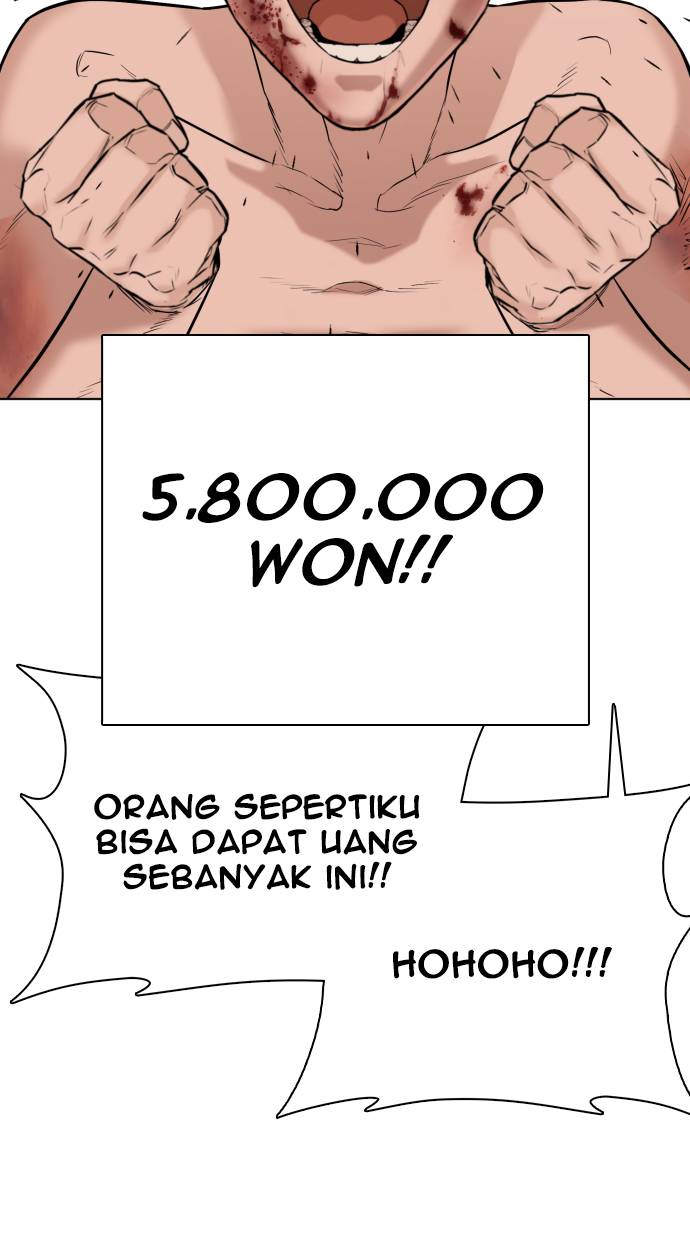 5.800.000
WON!!
ORANG SEPERTIKU
BISA DAPAT UANG
SEBANYAK INI!!
HOHOHO!!!